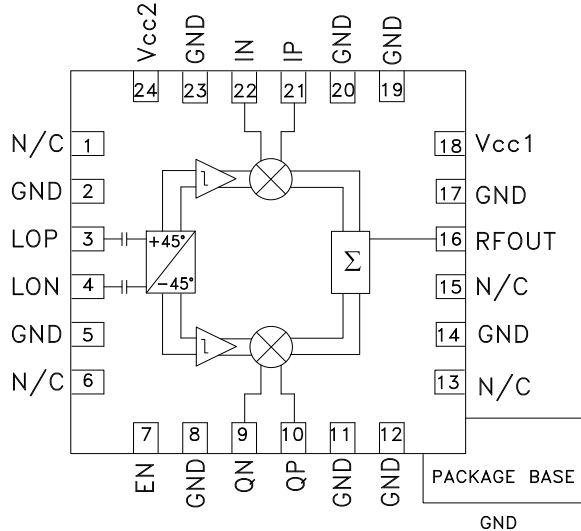 Vcc2 GND IN IP GND GND
24 23 22 21 20 19
N/C 1
GND 2
LOP 3
LON 4
GND 5
N/C 6
18 Vcc1
17 GND
16 RFOUT
15 N/C
14 GND
13 N/C
1
+45°
-45°
Σ
1
7 8 9 10 11 12
EN GND QN QP GND GND
PACKAGE BASE
GND